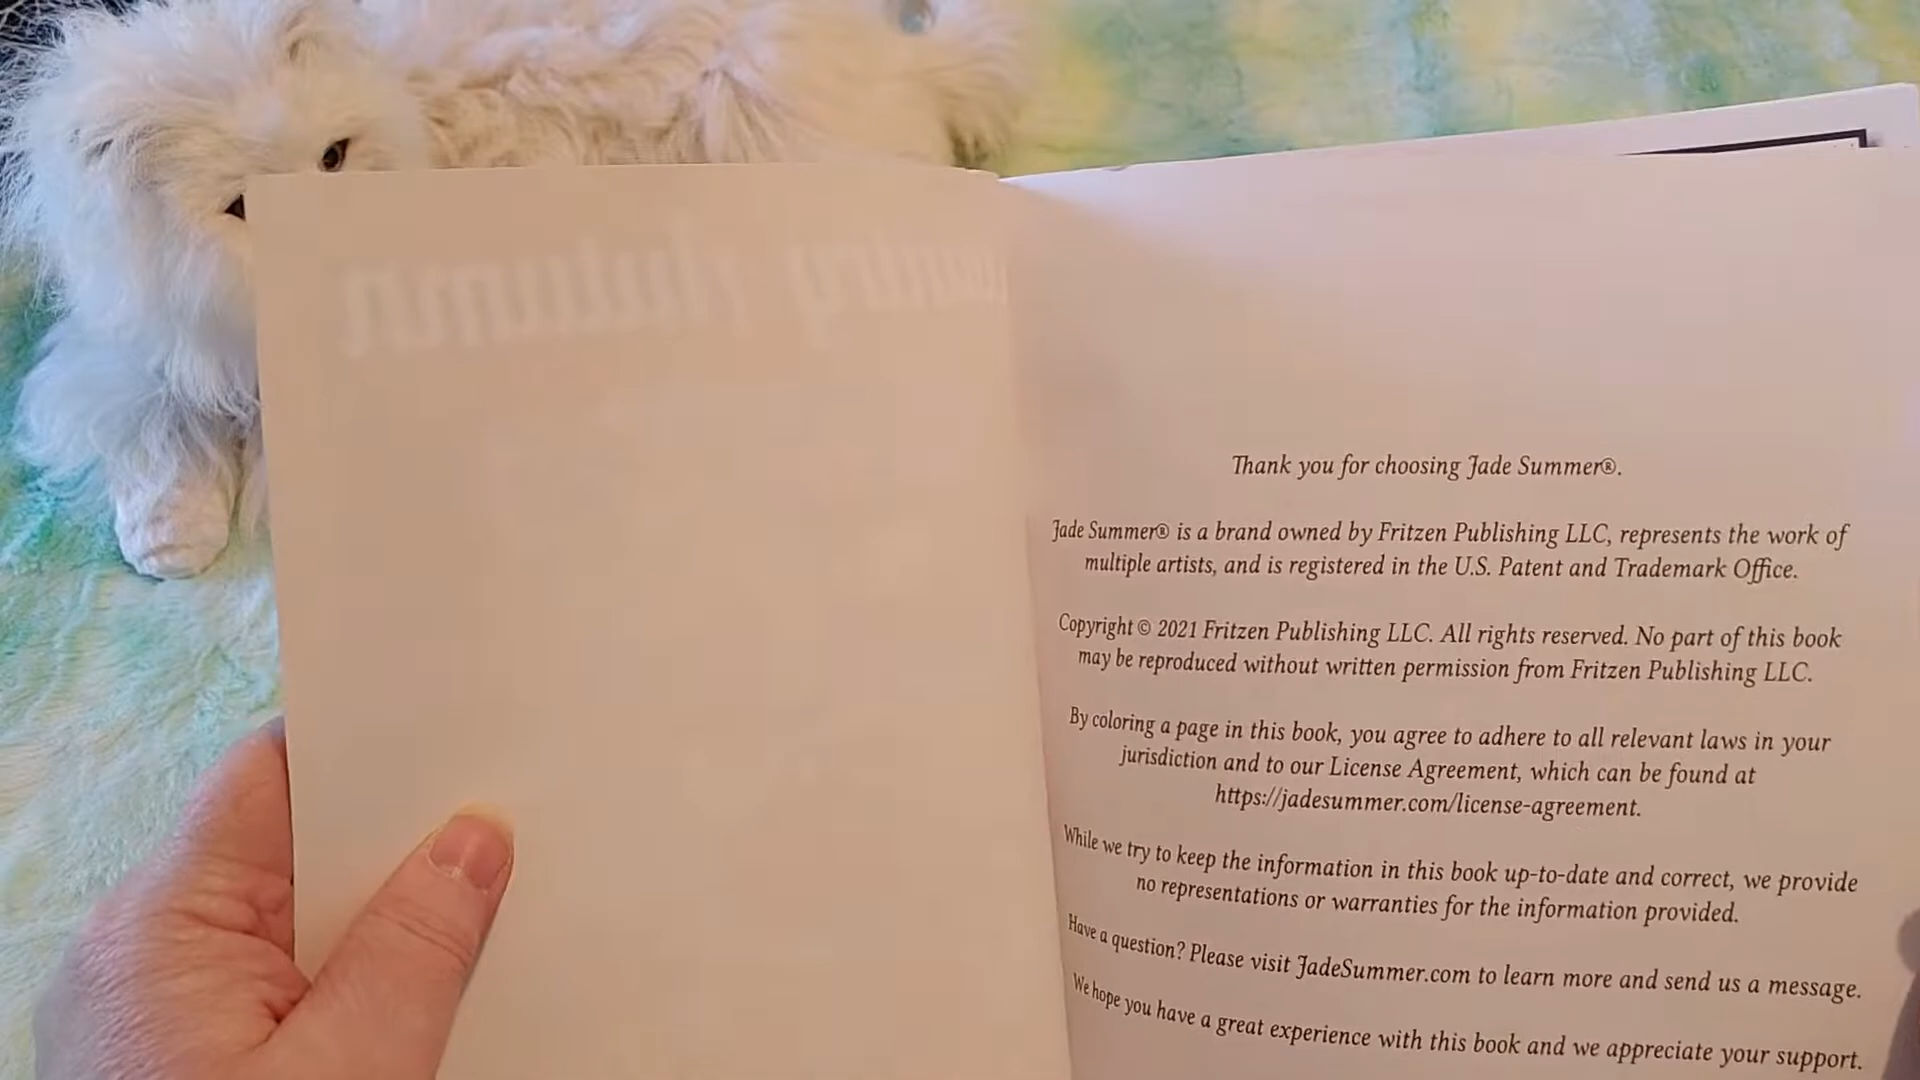 Thank you for choosing Jade Summer®.
Jade Summer® is a brand owned by Fritzen Publishing LLC, represents the work of
multiple artists, and is registered in the U.S. Patent and Trademark Office.
Copyright © 2021 Fritzen Publishing LLC. All rights reserved. No part of this book
may be reproduced without written permission from Fritzen Publishing LLC.
By coloring a page in this book, you agree to adhere to all relevant laws in your
jurisdiction and to our License Agreement, which can be found at
https://jadesummer.com/license-agreement.
While we try to keep the information in this book up-to-date and correct, we provide
no representations or warranties for the information provided.
Have a question? Please visit JadeSummer.com to learn more and send us a message.
We hope you have a great experience with this book and we appreciate your support.